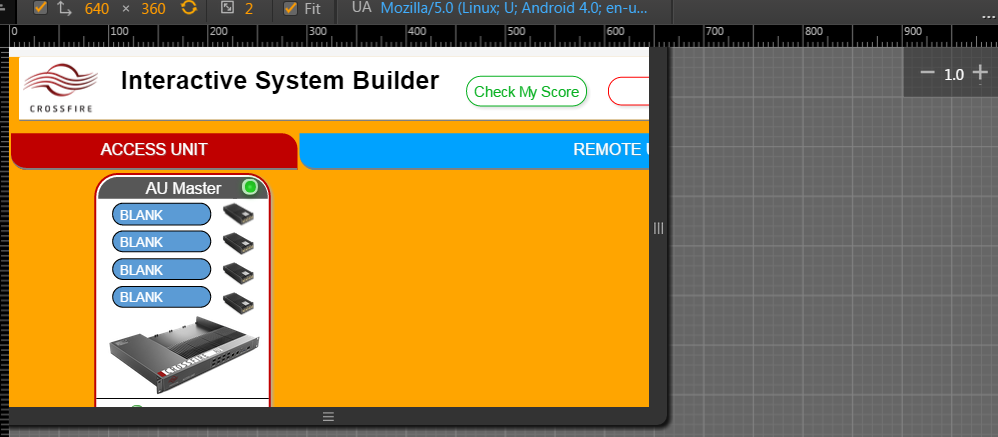 640 × 360 2 Fit UA Mozilla/5.0 (Linux; U; Android 4.0; en-u...
...
0 100 200 300 400 500 600 700 800 900
1.0
CROSSFIRE
Interactive System Builder
Check My Score
ACCESS UNIT
REMOTE U
AU Master
BLANK
BLANK
BLANK
BLANK
CROSSFIRE